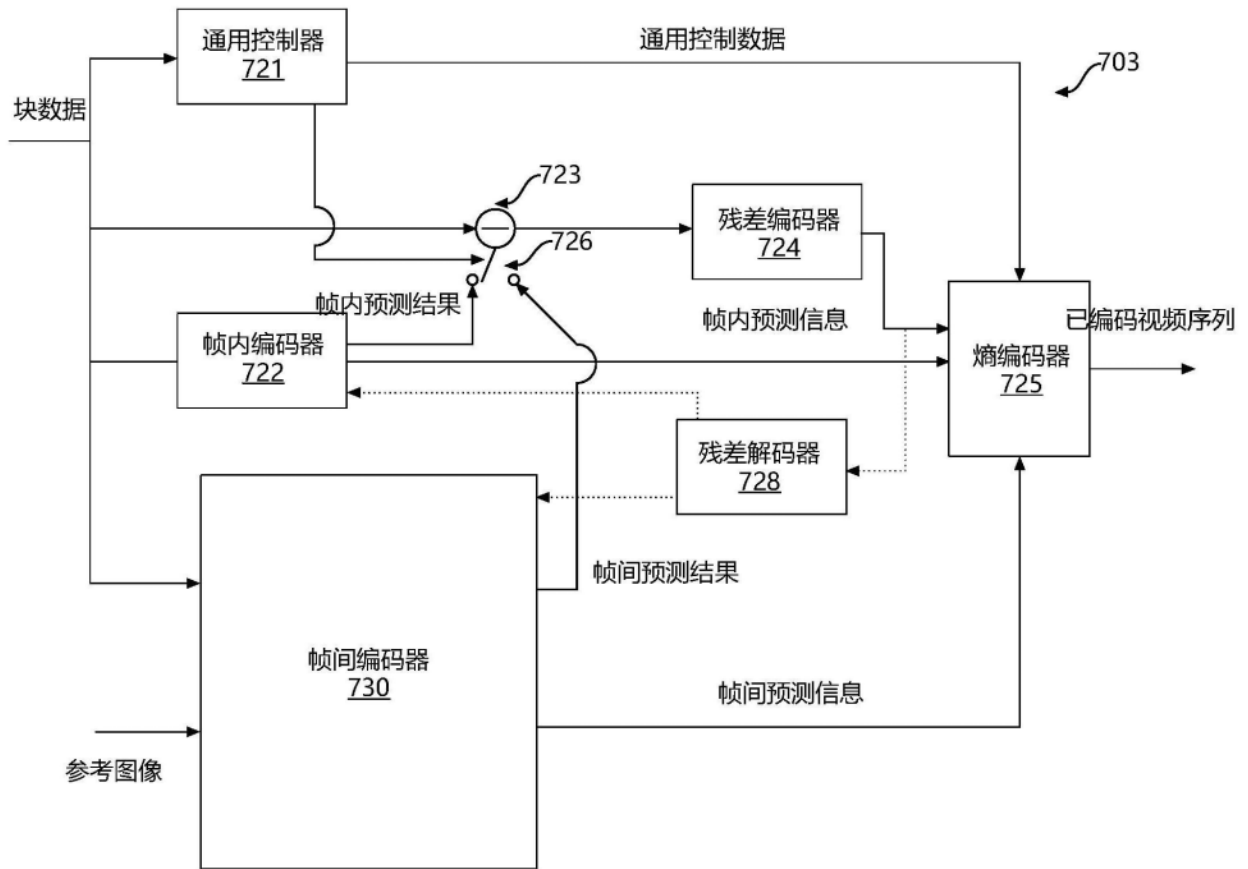 通用控制器
721
通用控制数据
703
块数据
723
残差编码器
724
726
帧内预测结果
帧内预测信息
已编码视频序列
帧内编码器
722
熵编码器
725
残差解码器
728
帧间预测结果
帧间编码器
730
帧间预测信息
参考图像